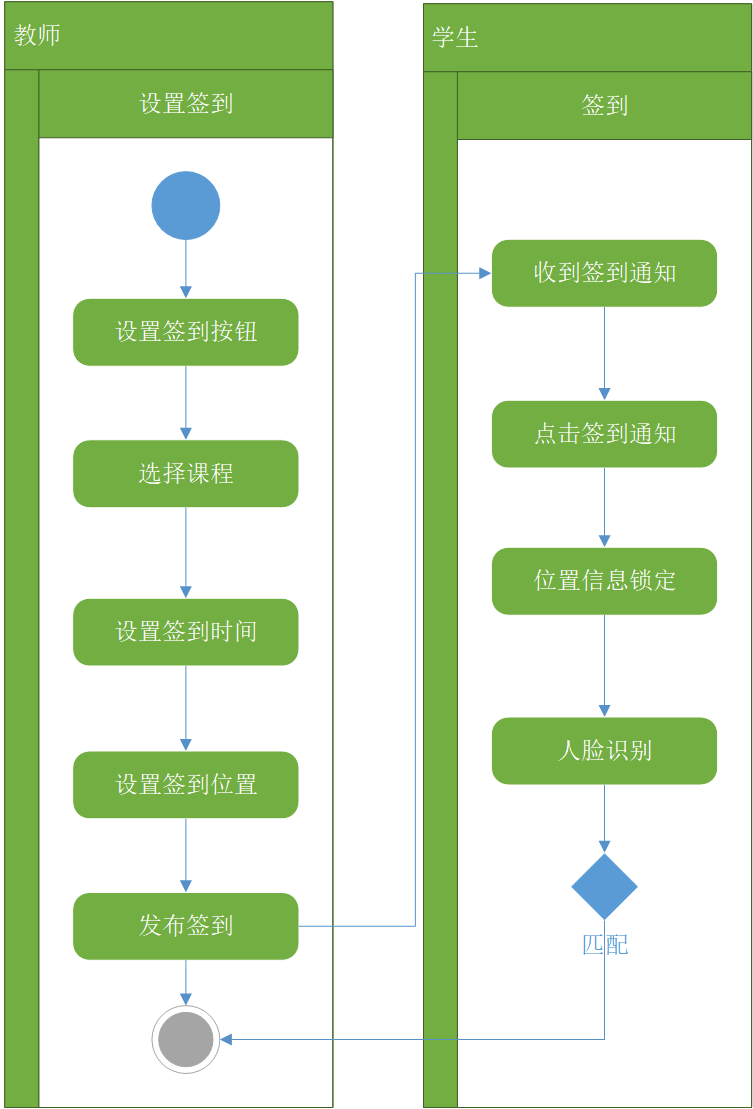 教师
设置签到
设置签到按钮
选择课程
设置签到时间
设置签到位置
发布签到
学生
签到
收到签到通知
点击签到通知
位置信息锁定
人脸识别
匹配